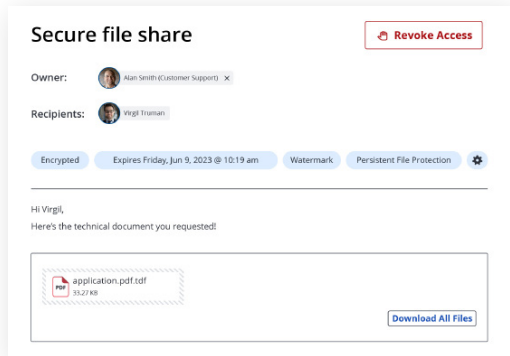 Secure file share
Revoke Access
Owner:
Alan Smith (Customer Support) ×
Recipients:
Virgil Truman
Encrypted
Expires Friday, Jun 9, 2023 @ 10:19 am
Watermark
Persistent File Protection
Hi Virgil,
Here's the technical document you requested!
PDF
application.pdf.tdf
33.27 KB
Download All Files